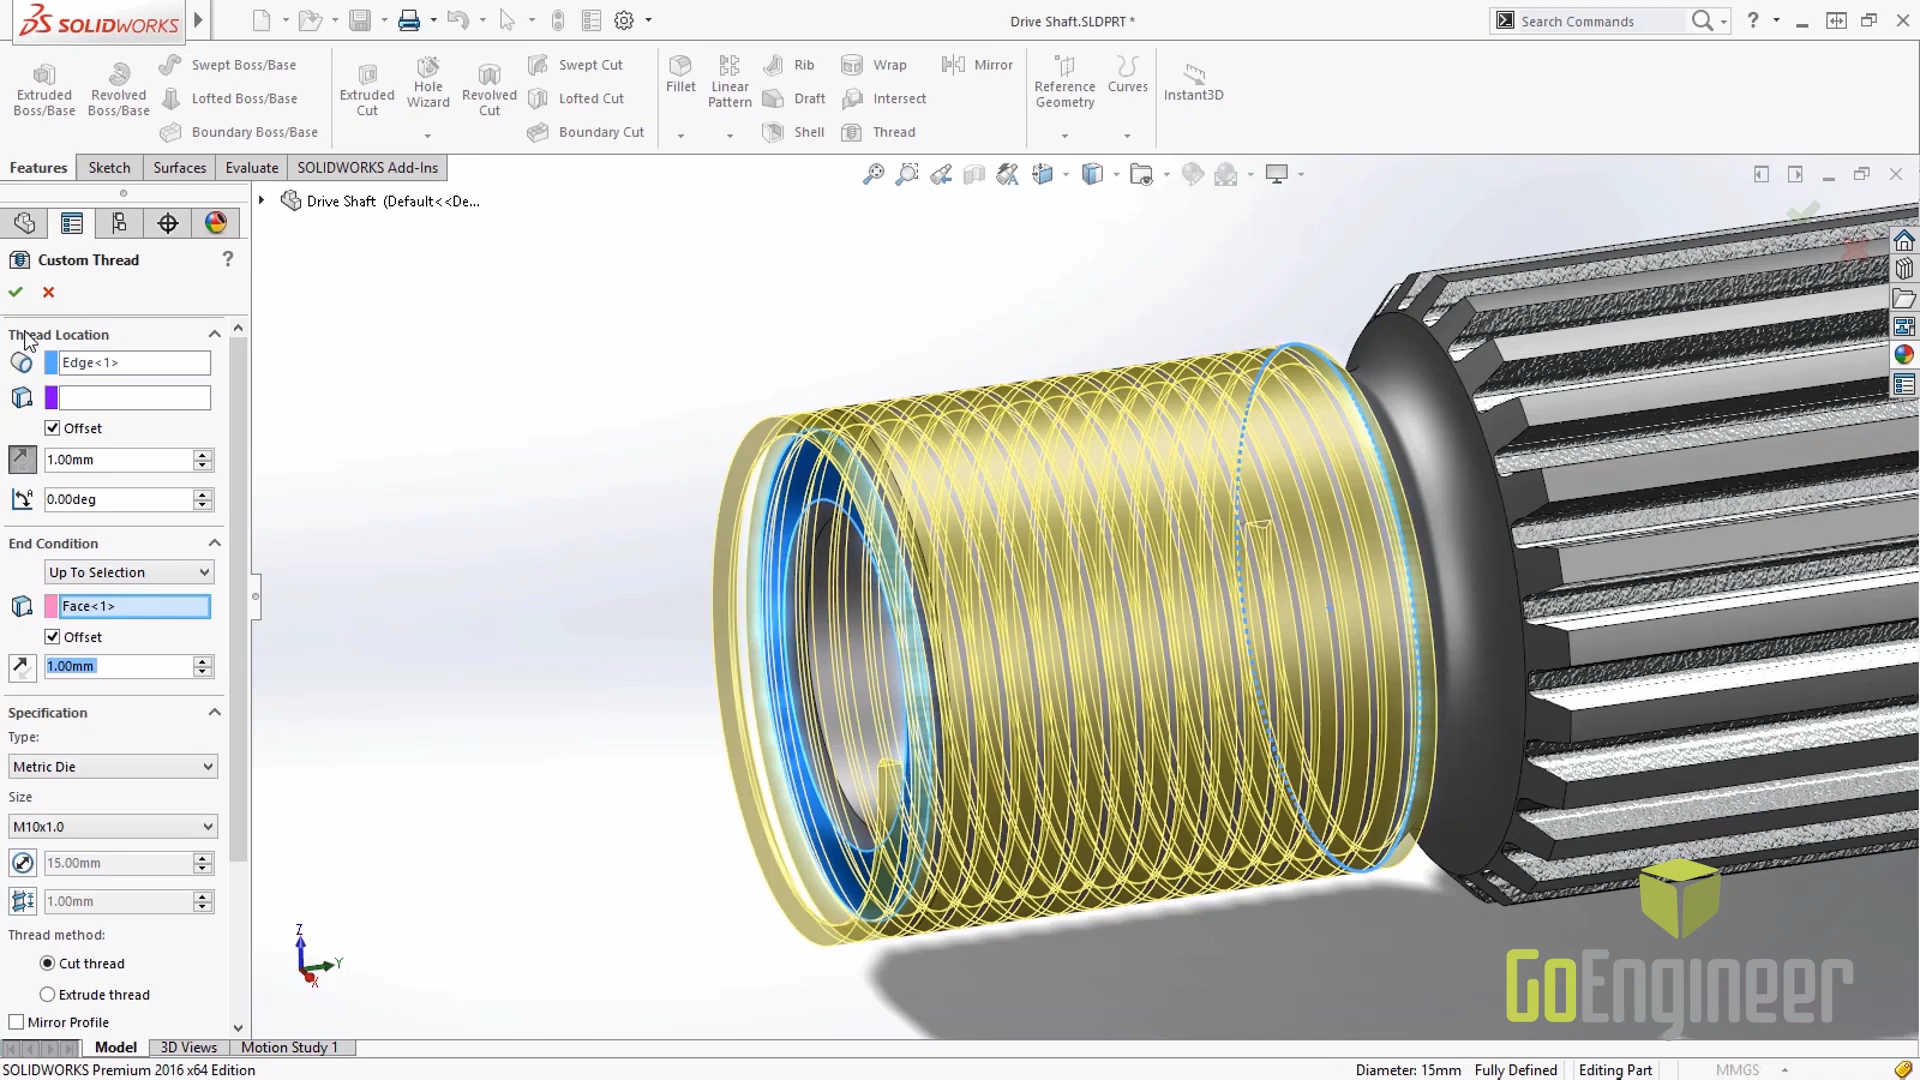 SOLIDWORKS
Drive Shaft.SLDPRT *
Search Commands
?
Extruded Boss/Base
Revolved Boss/Base
Swept Boss/Base
Lofted Boss/Base
Boundary Boss/Base
Extruded Cut
Hole Wizard
Revolved Cut
Swept Cut
Lofted Cut
Boundary Cut
Fillet
Linear Pattern
Rib
Draft
Shell
Wrap
Intersect
Thread
Mirror
Reference Geometry
Curves
Instant3D
Features
Sketch
Surfaces
Evaluate
SOLIDWORKS Add-Ins
Drive Shaft (Default<<De...
Custom Thread
?
Thread Location
Edge<1>
Offset
1.00mm
0.00deg
End Condition
Up To Selection
Face<1>
Offset
1.00mm
Specification
Type:
Metric Die
Size
M10x1.0
15.00mm
1.00mm
Thread method:
Cut thread
Extrude thread
Mirror Profile
Z
Y
X
GoEngineer
Model
3D Views
Motion Study 1
SOLIDWORKS Premium 2016 x64 Edition
Diameter: 15mm
Fully Defined
Editing Part
MMGS